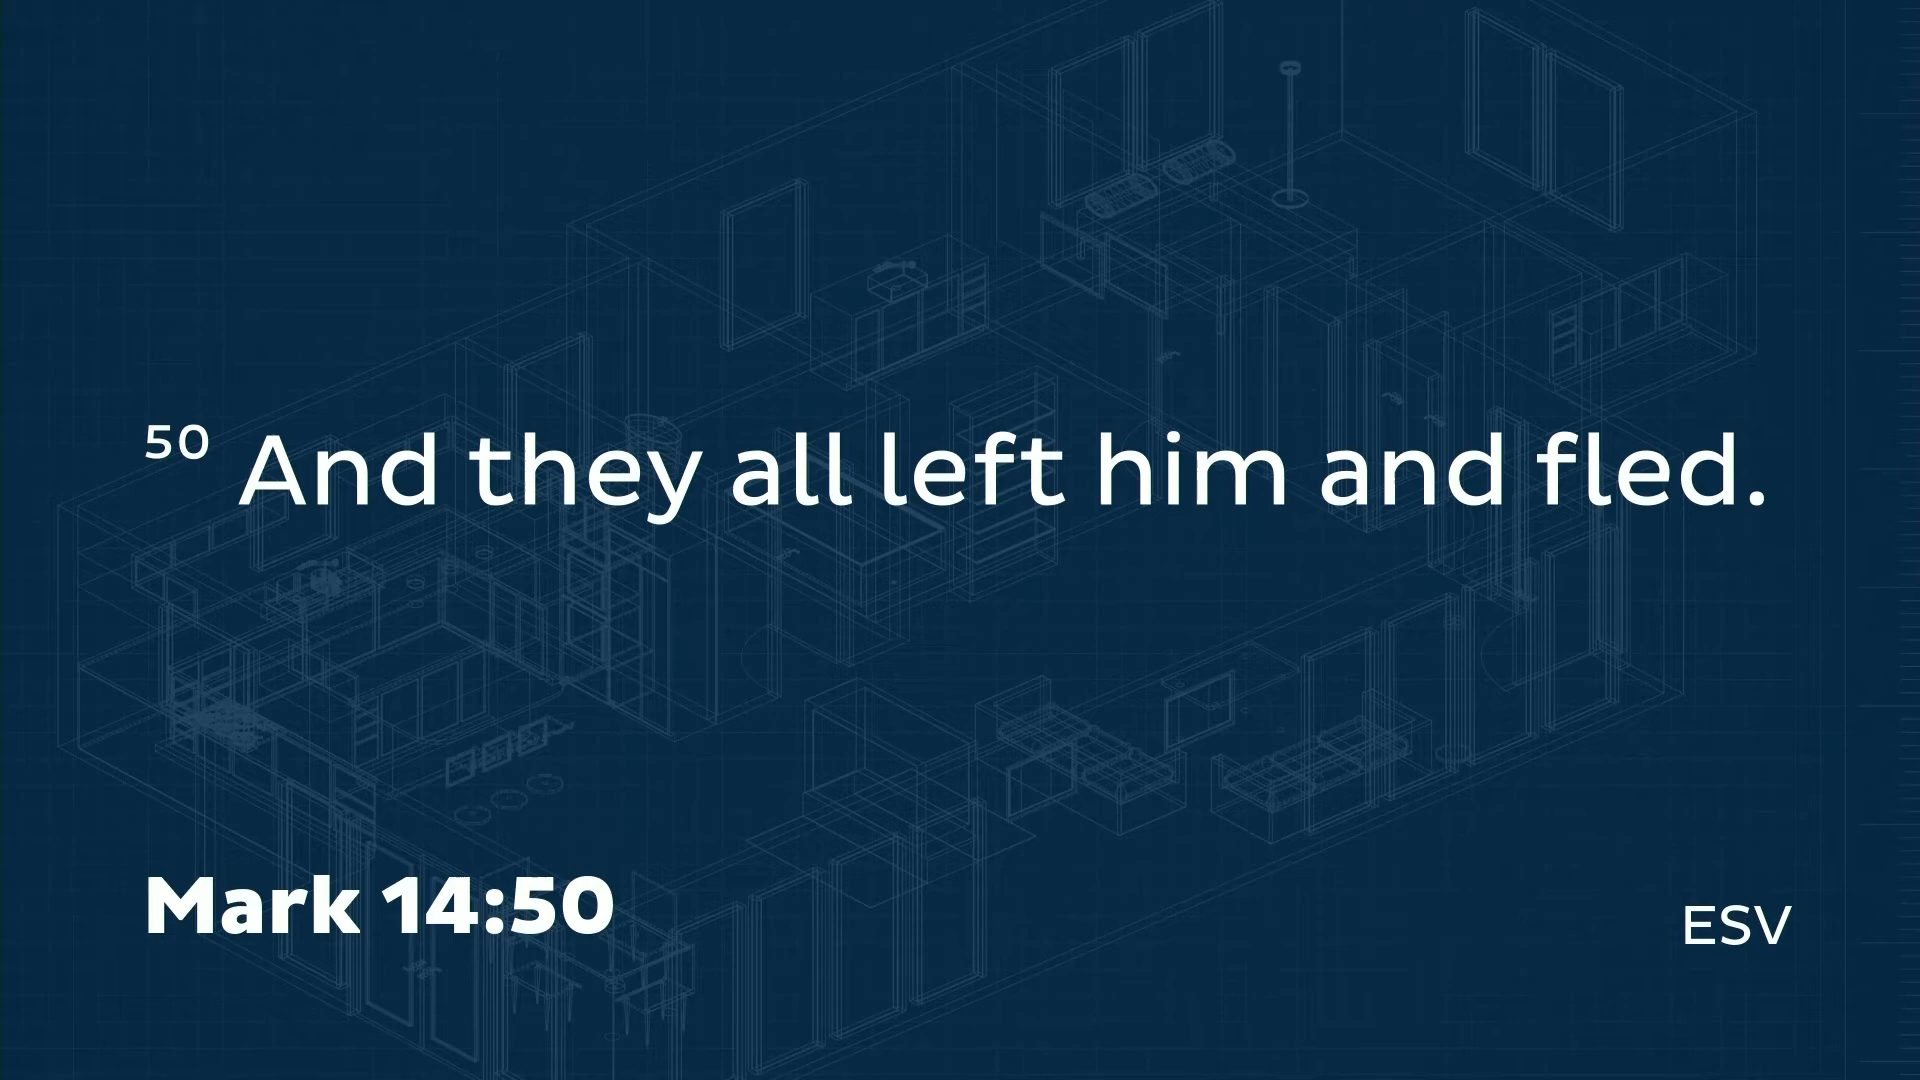 ⁵⁰ And they all left him and fled.
Mark 14:50
ESV